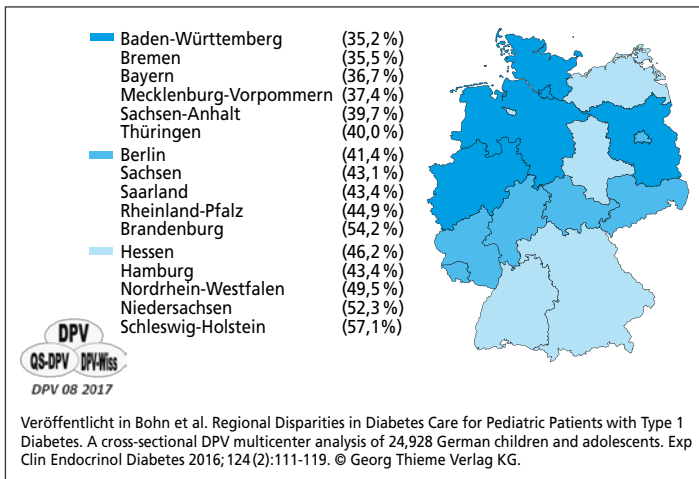 Baden-Württemberg (35,2 %)
Bremen (35,5 %)
Bayern (36,7 %)
Mecklenburg-Vorpommern (37,4 %)
Sachsen-Anhalt (39,7 %)
Thüringen (40,0 %)
Berlin (41,4 %)
Sachsen (43,1 %)
Saarland (43,4 %)
Rheinland-Pfalz (44,9 %)
Brandenburg (54,2 %)
Hessen (46,2 %)
Hamburg (43,4 %)
Nordrhein-Westfalen (49,5 %)
Niedersachsen (52,3 %)
Schleswig-Holstein (57,1%)
DPV
QS-DPV DPV-Wiss
DPV 08 2017
Veröffentlicht in Bohn et al. Regional Disparities in Diabetes Care for Pediatric Patients with Type 1
Diabetes. A cross-sectional DPV multicenter analysis of 24,928 German children and adolescents. Exp
Clin Endocrinol Diabetes 2016; 124 (2):111-119. © Georg Thieme Verlag KG.